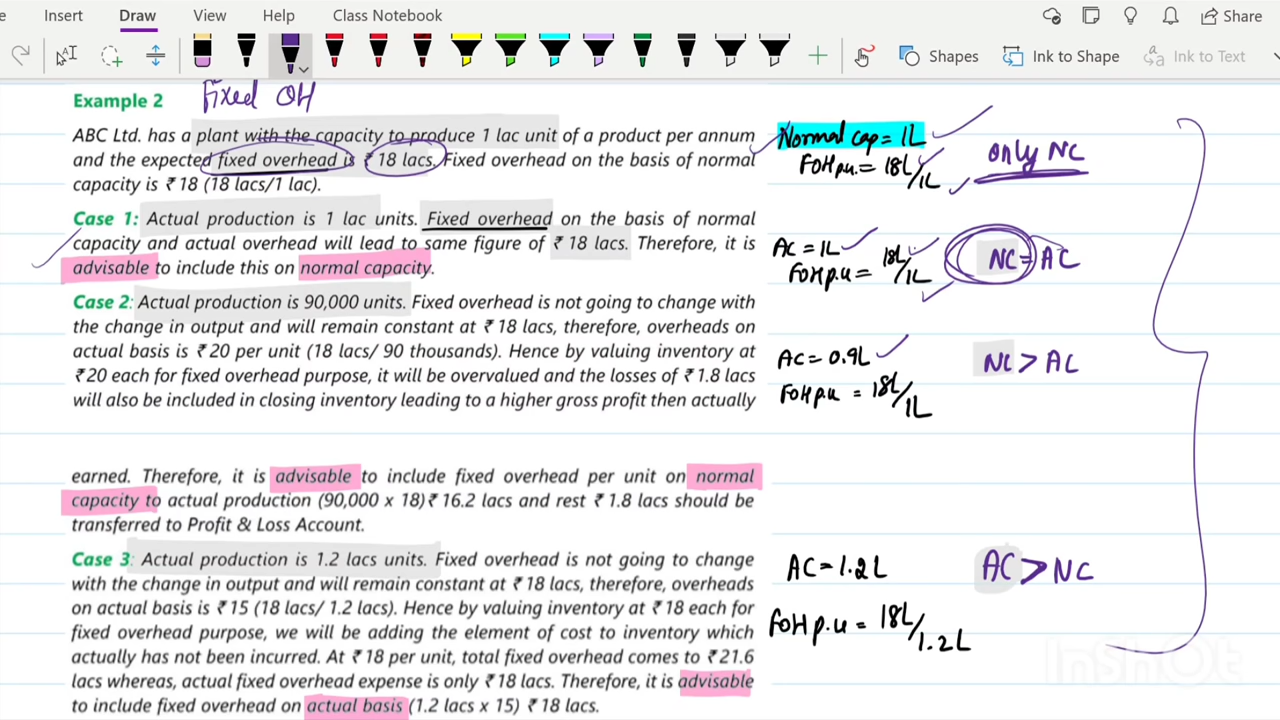 Insert Draw View Help Class Notebook Share
Shapes Ink to Shape Ink to Text
Example 2 Fixed OH
ABC Ltd. has a plant with the capacity to produce 1 lac unit of a product per annum
and the expected fixed overhead is ₹ 18 lacs. Fixed overhead on the basis of normal
capacity is ₹ 18 (18 lacs/1 lac).
Normal cap = 1L
FOH p.u. = 18L/1L
only NC
Case 1: Actual production is 1 lac units. Fixed overhead on the basis of normal
capacity and actual overhead will lead to same figure of ₹ 18 lacs. Therefore, it is
advisable to include this on normal capacity.
AC = 1L
FOH p.u = 18L/1L
NC = AC
Case 2: Actual production is 90,000 units. Fixed overhead is not going to change with
the change in output and will remain constant at ₹ 18 lacs, therefore, overheads on
actual basis is ₹ 20 per unit (18 lacs/ 90 thousands). Hence by valuing inventory at
₹ 20 each for fixed overhead purpose, it will be overvalued and the losses of ₹ 1.8 lacs
will also be included in closing inventory leading to a higher gross profit then actually
AC = 0.9L
FOH p.u = 18L/1L
NC > AC
earned. Therefore, it is advisable to include fixed overhead per unit on normal
capacity to actual production (90,000 x 18) ₹ 16.2 lacs and rest ₹ 1.8 lacs should be
transferred to Profit & Loss Account.
Case 3: Actual production is 1.2 lacs units. Fixed overhead is not going to change
with the change in output and will remain constant at ₹ 18 lacs, therefore, overheads
on actual basis is ₹ 15 (18 lacs/ 1.2 lacs). Hence by valuing inventory at ₹ 18 each for
fixed overhead purpose, we will be adding the element of cost to inventory which
actually has not been incurred. At ₹ 18 per unit, total fixed overhead comes to ₹ 21.6
lacs whereas, actual fixed overhead expense is only ₹ 18 lacs. Therefore, it is advisable
to include fixed overhead on actual basis (1.2 lacs x 15) ₹ 18 lacs.
AC = 1.2L
FOH p.u = 18L/1.2L
AC > NC
InShOt